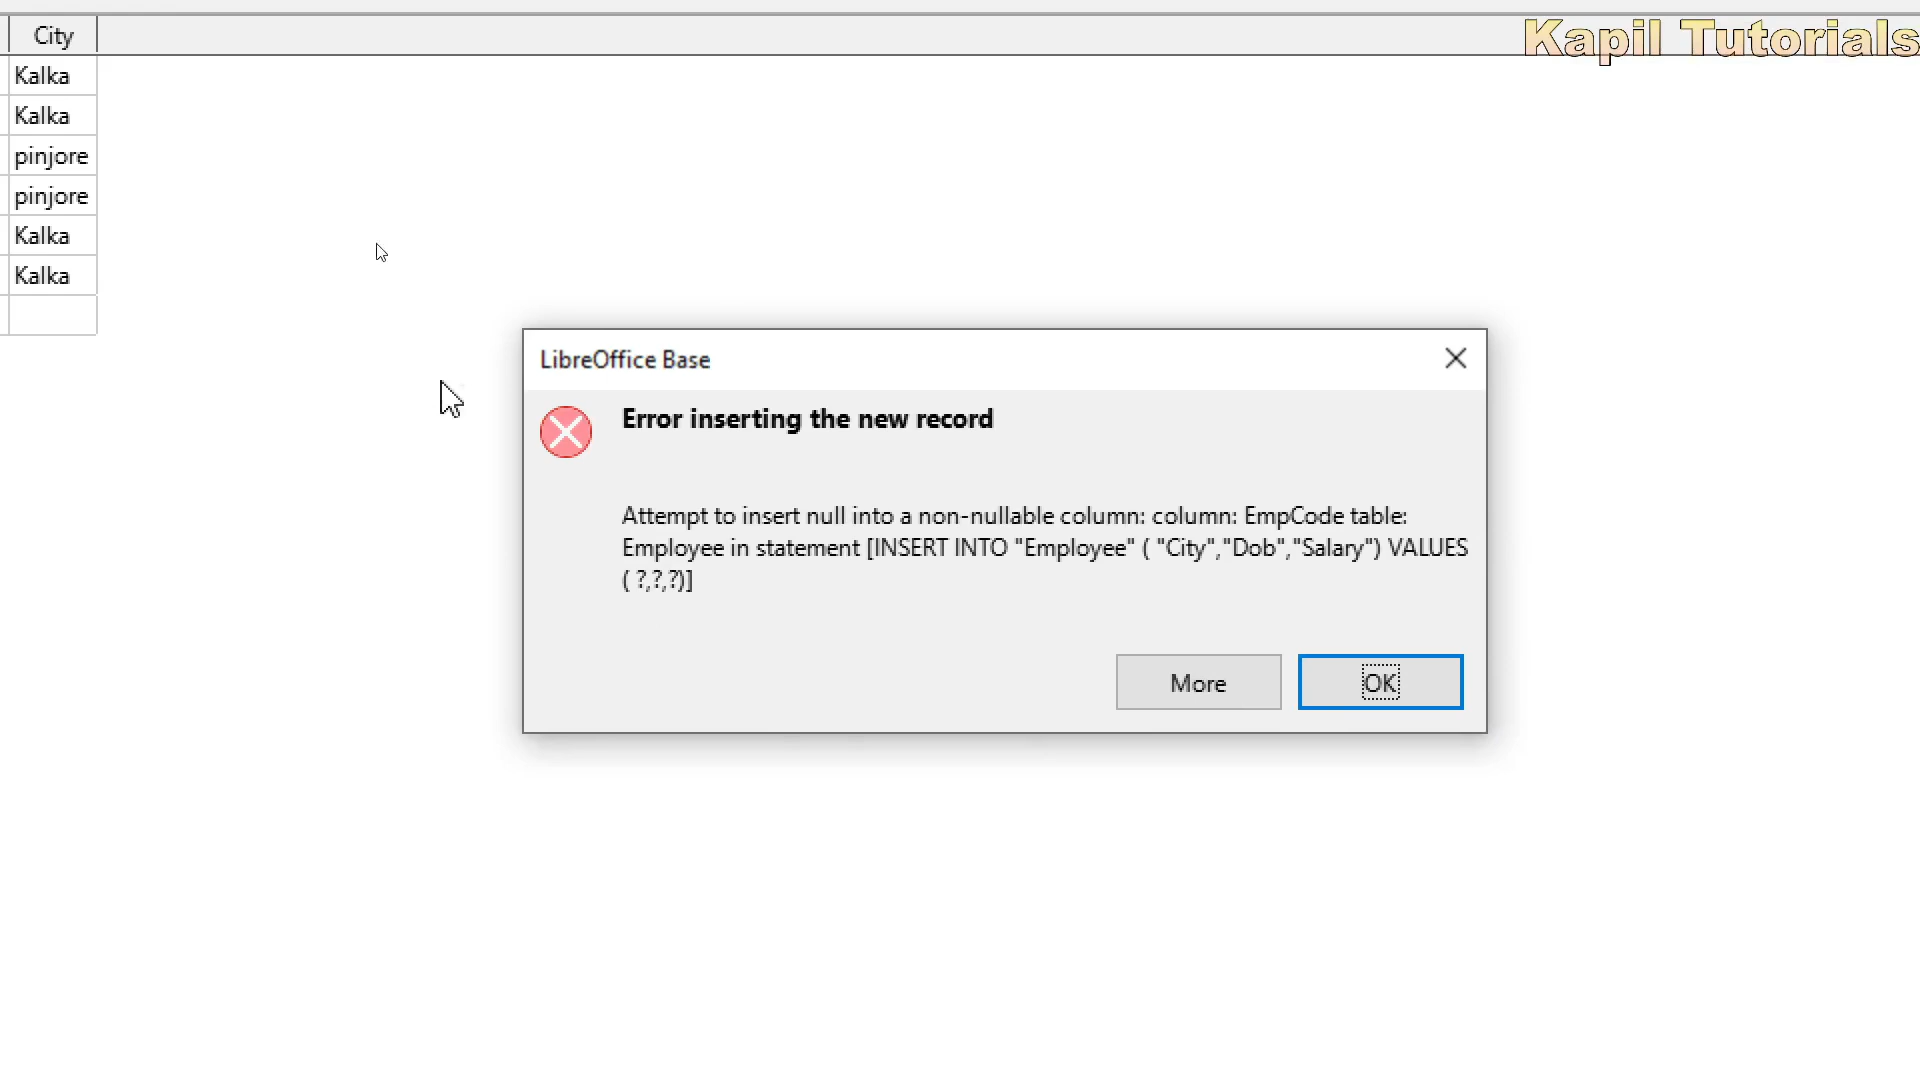 City
Kapil Tutorials
Kalka
Kalka
pinjore
pinjore
Kalka
Kalka
LibreOffice Base
Error inserting the new record
Attempt to insert null into a non-nullable column: column: EmpCode table:
Employee in statement [INSERT INTO "Employee" ( "City","Dob","Salary") VALUES
( ?,?,?)]
More
OK